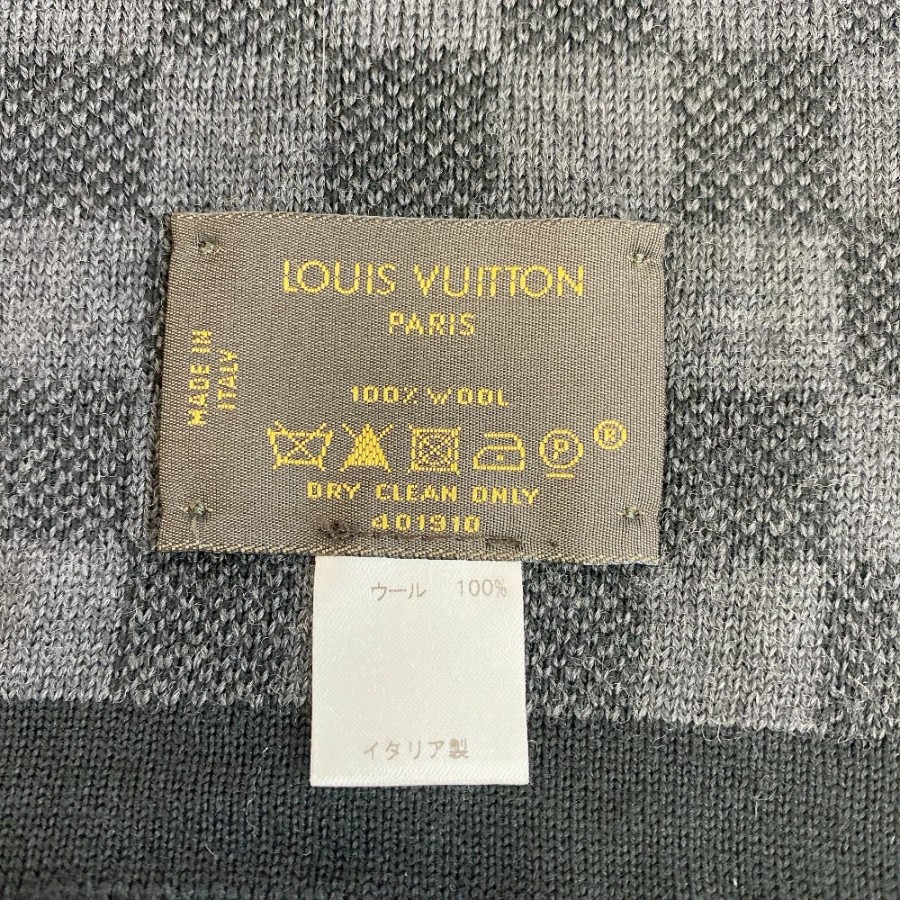 LOUIS VUITTON
PARIS
MADE IN
ITALY
100% WOOL
P
R
DRY CLEAN ONLY
401910
ウール 100%
イタリア製